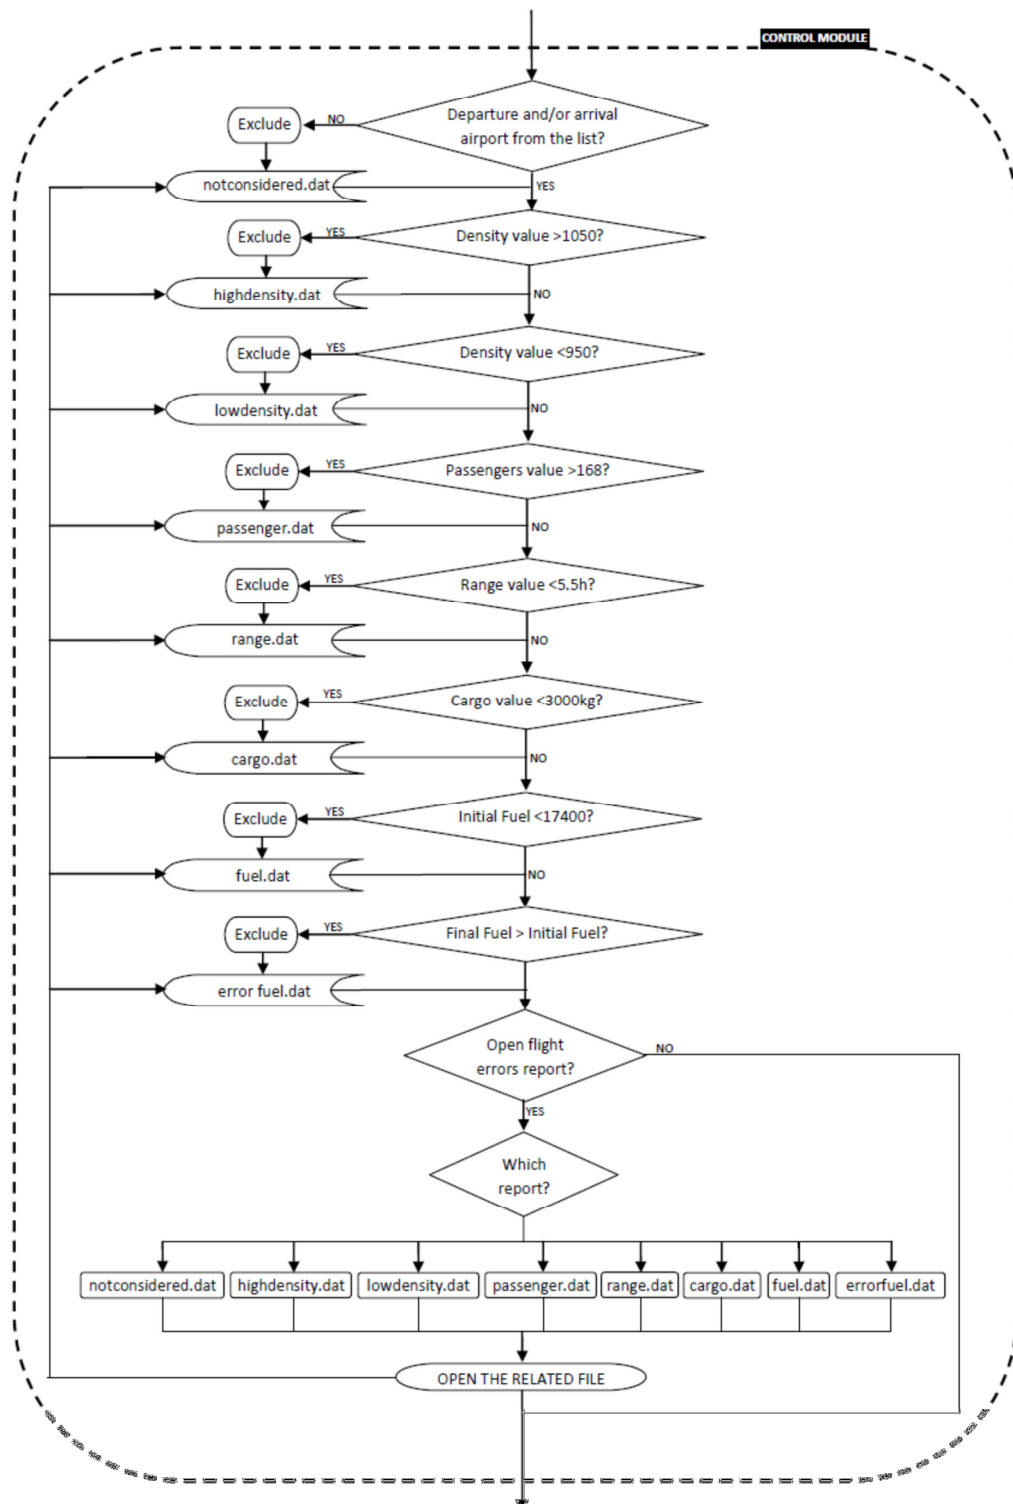 CONTROL MODULE
Departure and/or arrival
airport from the list?
NO
Exclude
notconsidered.dat
YES
Density value >1050?
YES
Exclude
highdensity.dat
NO
Density value <950?
YES
Exclude
lowdensity.dat
NO
Passengers value >168?
YES
Exclude
passenger.dat
NO
Range value <5.5h?
YES
Exclude
range.dat
NO
Cargo value <3000kg?
YES
Exclude
cargo.dat
NO
Initial Fuel <17400?
YES
Exclude
fuel.dat
NO
Final Fuel > Initial Fuel?
YES
Exclude
error fuel.dat
Open flight
errors report?
NO
YES
Which
report?
notconsidered.dat
highdensity.dat
lowdensity.dat
passenger.dat
range.dat
cargo.dat
fuel.dat
errorfuel.dat
OPEN THE RELATED FILE